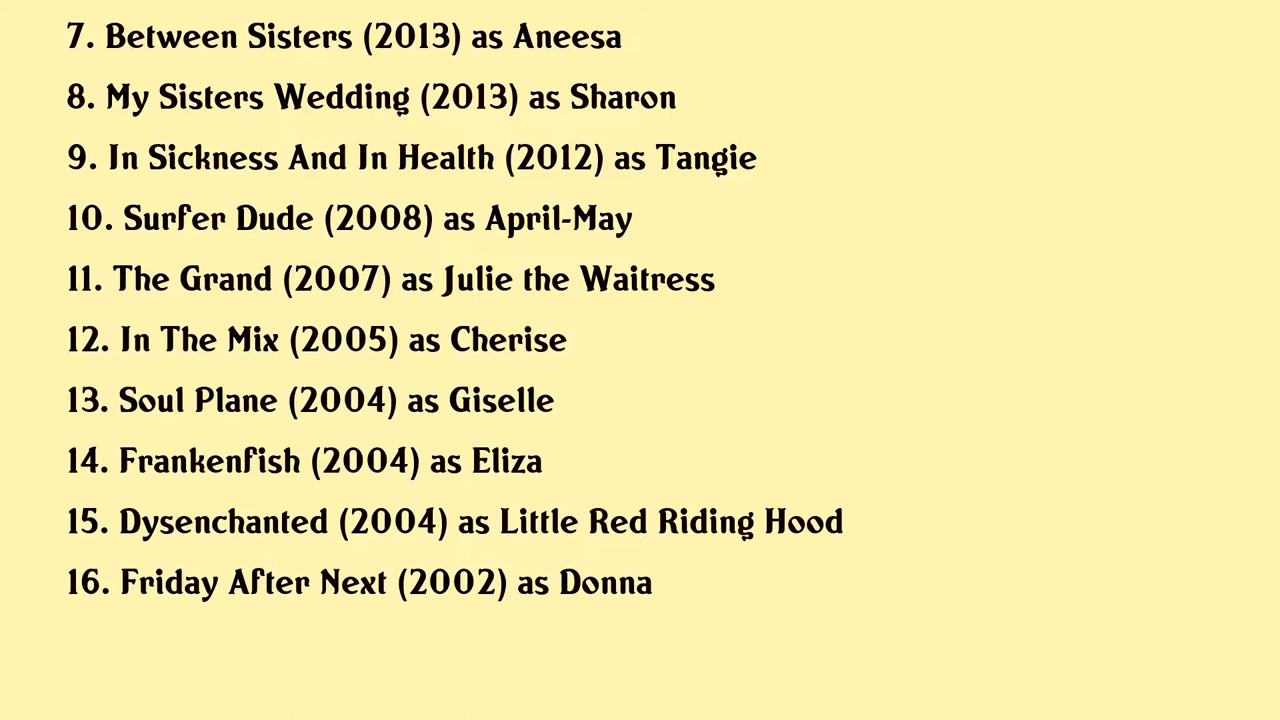 7. Between Sisters (2013) as Aneesa
8. My Sisters Wedding (2013) as Sharon
9. In Sickness And In Health (2012) as Tangie
10. Surfer Dude (2008) as April-May
11. The Grand (2007) as Julie the Waitress
12. In The Mix (2005) as Cherise
13. Soul Plane (2004) as Giselle
14. Frankenfish (2004) as Eliza
15. Dysenchanted (2004) as Little Red Riding Hood
16. Friday After Next (2002) as Donna